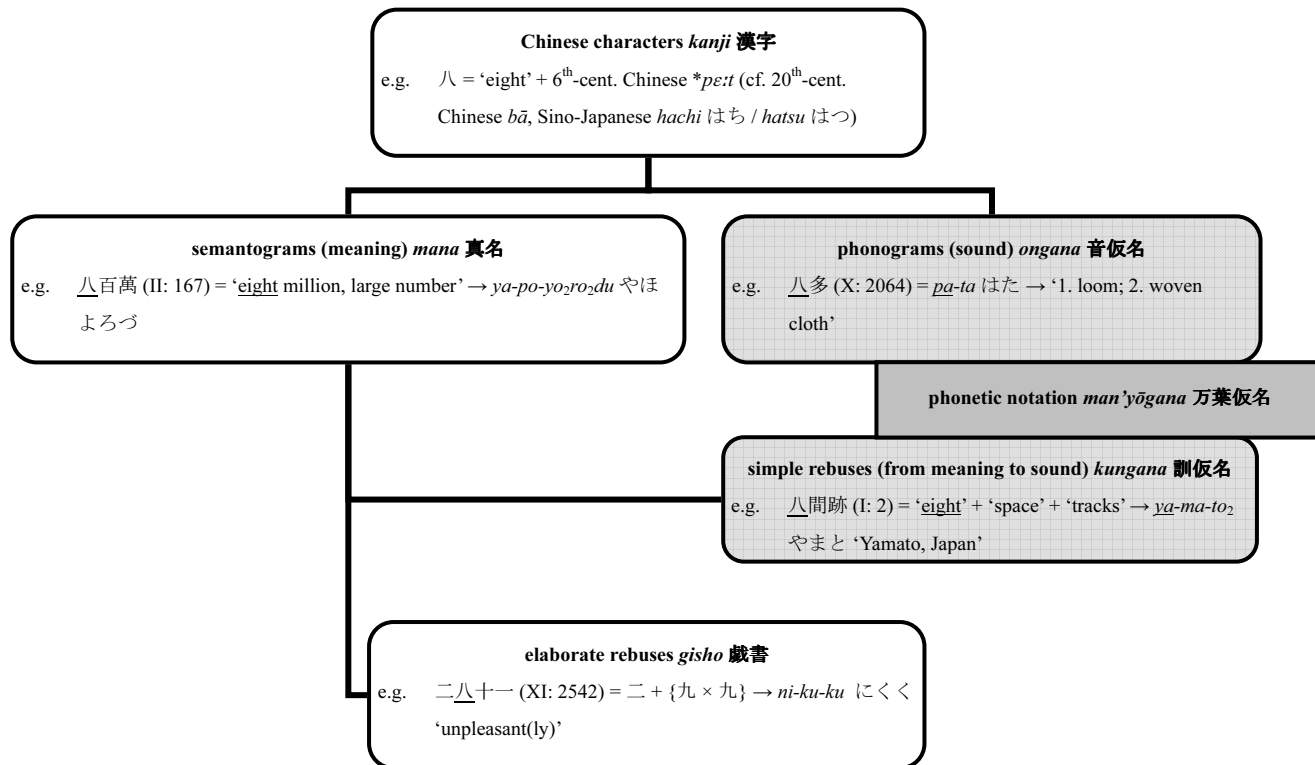 Chinese characters kanji 漢字
e.g. 八 = ‘eight’ + 6th-cent. Chinese *pɛ:t (cf. 20th-cent.
Chinese bā, Sino-Japanese hachi はち / hatsu はつ)
semantograms (meaning) mana 真名
e.g. 八百萬 (II: 167) = ‘eight million, large number’ → ya-po-yo2ro2du やほ
よろづ
phonograms (sound) ongana 音仮名
e.g. 八多 (X: 2064) = pa-ta はた → ‘1. loom; 2. woven
cloth’
phonetic notation man’yōgana 万葉仮名
simple rebuses (from meaning to sound) kungana 訓仮名
e.g. 八間跡 (I: 2) = ‘eight’ + ‘space’ + ‘tracks’ → ya-ma-to2
やまと ‘Yamato, Japan’
elaborate rebuses gisho 戯書
e.g. 二八十一 (XI: 2542) = 二 + {九 × 九} → ni-ku-ku にくく
‘unpleasant(ly)’